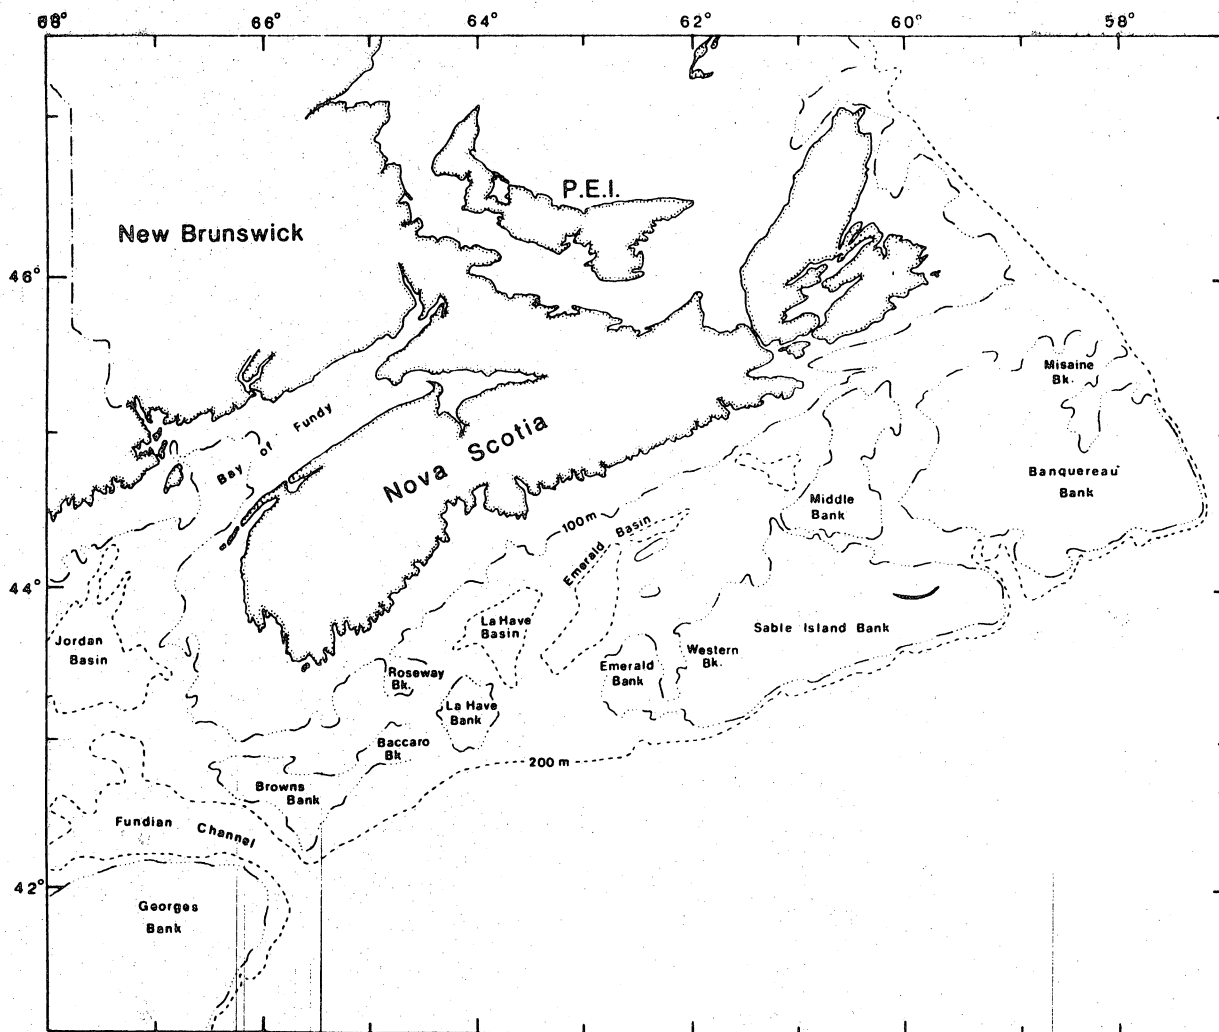 66° 64° 62° 60° 58°
P.E.I.
New Brunswick
46°
Misaine
Bk.
Bay of Fundy
Nova Scotia
Banquereau
Bank
Middle
Bank
100m
Emerald Basin
44°
La Have
Basin
Sable Island Bank
Jordan
Basin
Western
Bk.
Emerald
Bank
Roseway
Bk.
La Have
Bank
Baccaro
Bk
200m
Browns
Bank
Fundian Channel
42°
Georges
Bank